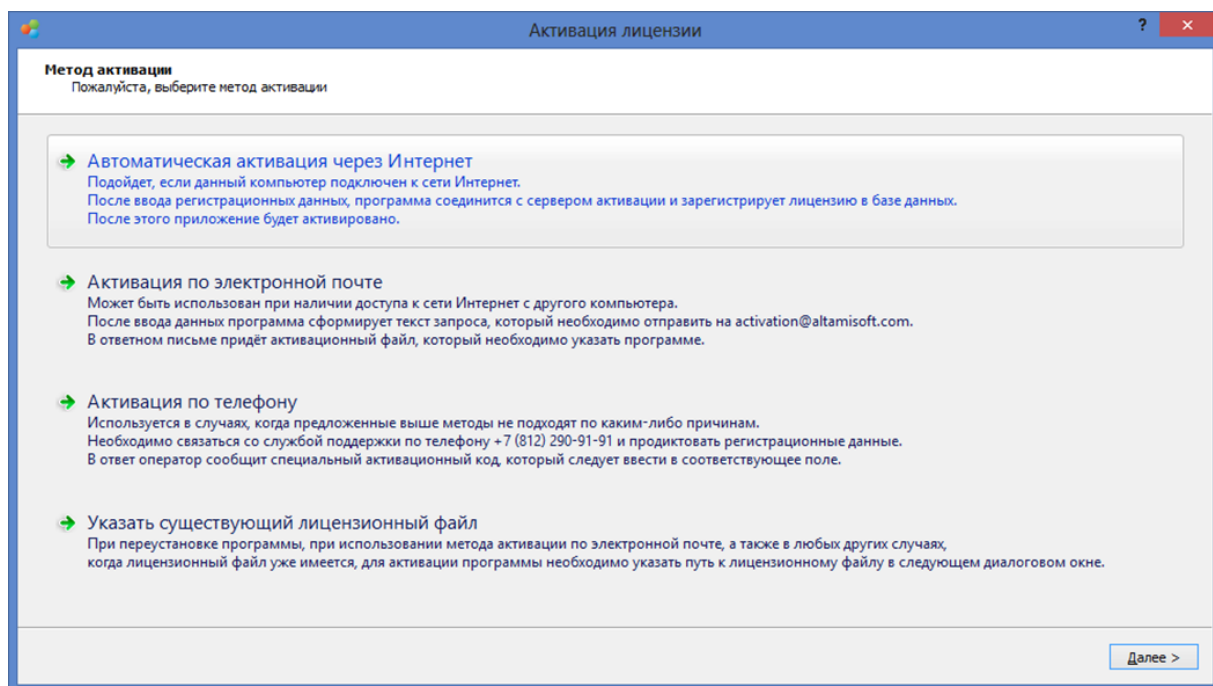 Активация лицензии
?
Метод активации
Пожалуйста, выберите метод активации
Автоматическая активация через Интернет
Подойдет, если данный компьютер подключен к сети Интернет.
После ввода регистрационных данных, программа соединится с сервером активации и зарегистрирует лицензию в базе данных.
После этого приложение будет активировано.
Активация по электронной почте
Может быть использован при наличии доступа к сети Интернет с другого компьютера.
После ввода данных программа сформирует текст запроса, который необходимо отправить на activation@altamisoft.com.
В ответном письме придёт активационный файл, который необходимо указать программе.
Активация по телефону
Используется в случаях, когда предложенные выше методы не подходят по каким-либо причинам.
Необходимо связаться со службой поддержки по телефону +7 (812) 290-91-91 и продиктовать регистрационные данные.
В ответ оператор сообщит специальный активационный код, который следует ввести в соответствующее поле.
Указать существующий лицензионный файл
При переустановке программы, при использовании метода активации по электронной почте, а также в любых других случаях,
когда лицензионный файл уже имеется, для активации программы необходимо указать путь к лицензионному файлу в следующем диалоговом окне.
Далее >